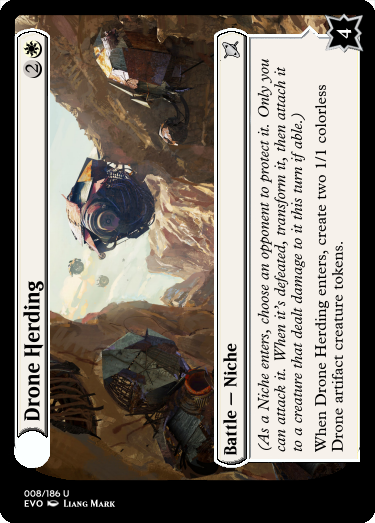 Drone Herding
2
Battle — Niche
4
(As a Niche enters, choose an opponent to protect it. Only you
can attack it. When it's defeated, transform it, then attach it
to a creature that dealt damage to it this turn if able.)
When Drone Herding enters, create two 1/1 colorless
Drone artifact creature tokens.
008/186 U
EVO Liang Mark